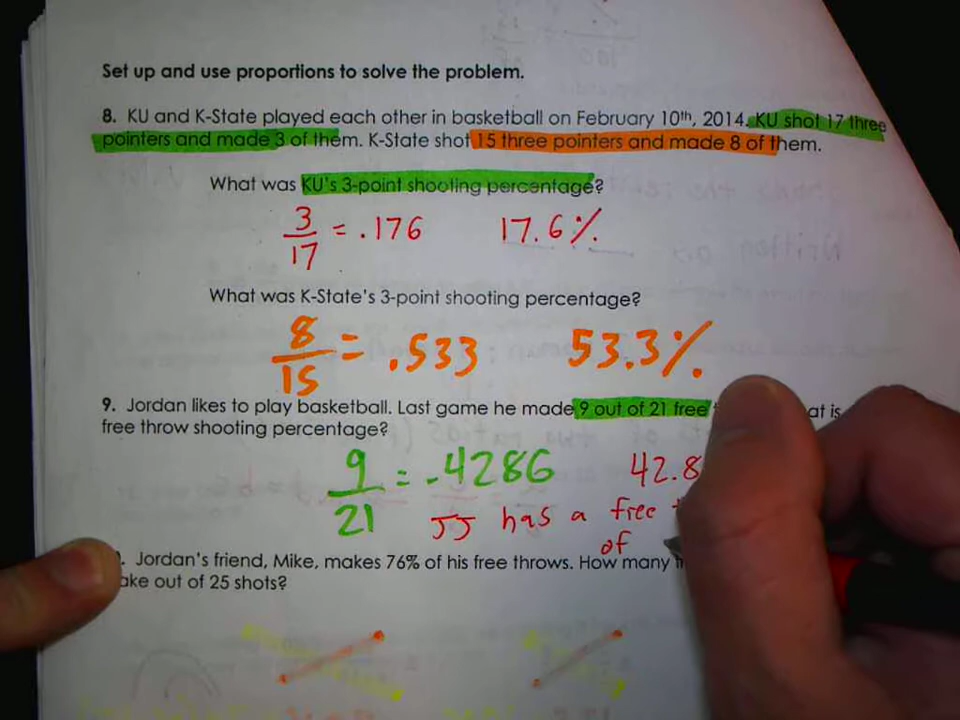 Set up and use proportions to solve the problem.
8. KU and K-State played each other in basketball on February 10th, 2014. KU shot 17 three
pointers and made 3 of them. K-State shot 15 three pointers and made 8 of them.
What was KU's 3-point shooting percentage?
3/17 = .176 17.6%
What was K-State's 3-point shooting percentage?
8/15 = .533 53.3%
9. Jordan likes to play basketball. Last game he made 9 out of 21 free at is
free throw shooting percentage?
9/21 = .4286 42.8
JJ has a free
of
Jordan's friend, Mike, makes 76% of his free throws. How many
ake out of 25 shots?